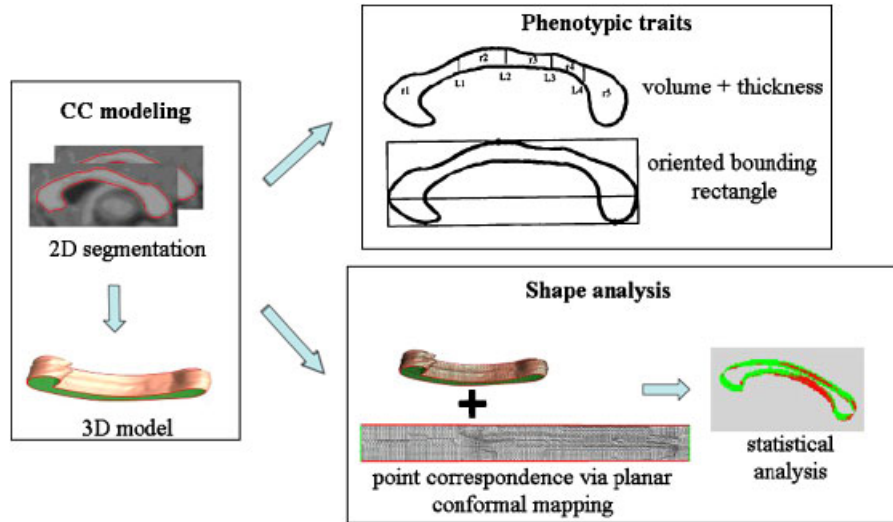 CC modeling
2D segmentation
3D model
Phenotypic traits
r1
r2
r3
r4
r5
L1
L2
L3
L4
volume + thickness
oriented bounding
rectangle
Shape analysis
+
point correspondence via planar
conformal mapping
statistical
analysis